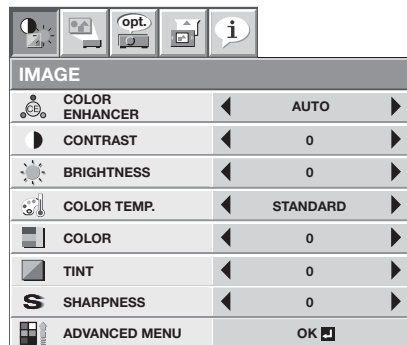 opt.
i
IMAGE
CE
COLOR
ENHANCER
AUTO
CONTRAST
0
BRIGHTNESS
0
COLOR TEMP.
STANDARD
COLOR
0
TINT
0
S
SHARPNESS
0
ADVANCED MENU
OK